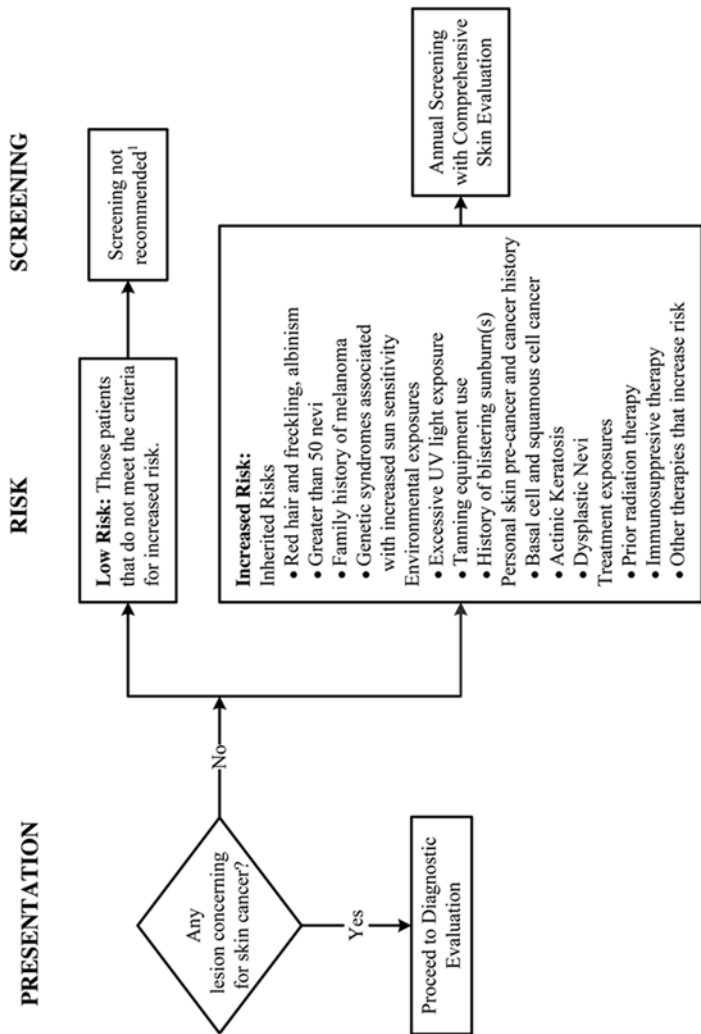 PRESENTATION
RISK
SCREENING
Any
lesion concerning
for skin cancer?
No
Yes
Proceed to Diagnostic
Evaluation
Low Risk: Those patients
that do not meet the criteria
for increased risk.
Screening not
recommended1
Increased Risk:
Inherited Risks
• Red hair and freckling, albinism
• Greater than 50 nevi
• Family history of melanoma
• Genetic syndromes associated
with increased sun sensitivity
Environmental exposures
• Excessive UV light exposure
• Tanning equipment use
• History of blistering sunburn(s)
Personal skin pre-cancer and cancer history
• Basal cell and squamous cell cancer
• Actinic Keratosis
• Dysplastic Nevi
Treatment exposures
• Prior radiation therapy
• Immunosuppresive therapy
• Other therapies that increase risk
Annual Screening
with Comprehensive
Skin Evaluation